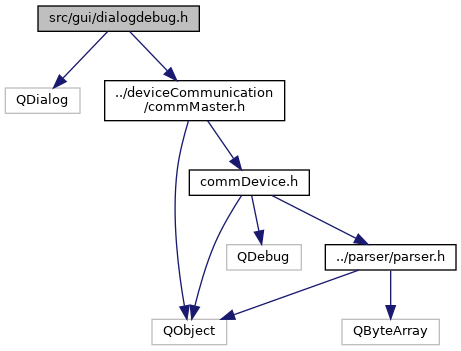 src/gui/dialogdebug.h
QDialog
../deviceCommunication
/commMaster.h
commDevice.h
QDebug
../parser/parser.h
QObject
QByteArray